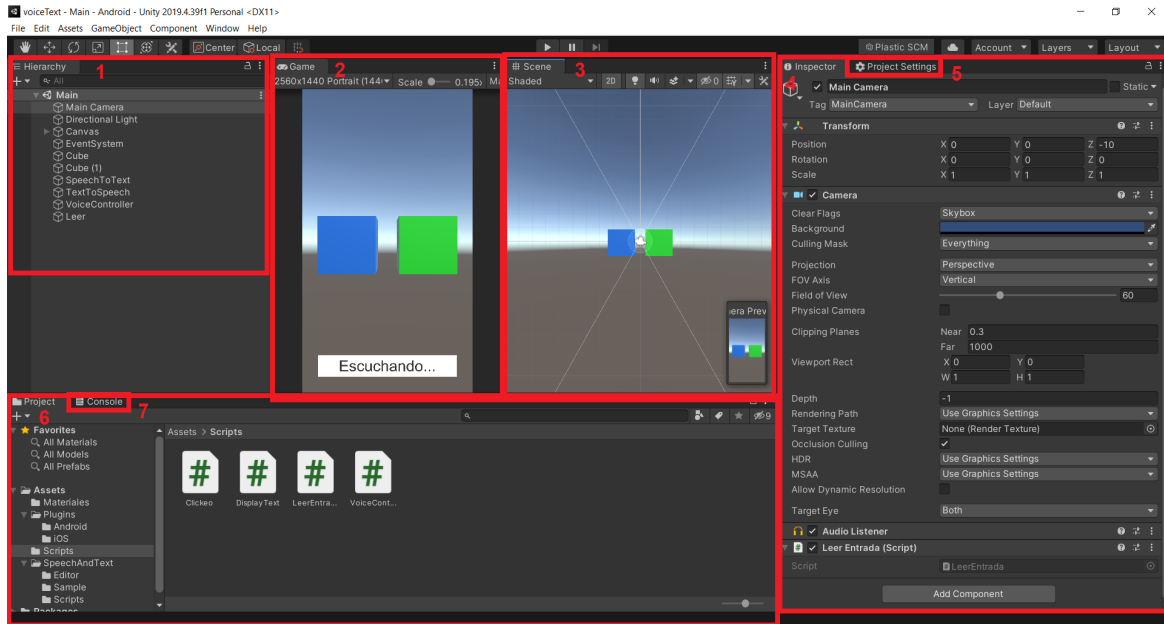 voiceText - Main - Android - Unity 2019.4.39f1 Personal <DX11>
File Edit Assets GameObject Component Window Help
Center Local Plastic SCM Account Layers Layout
Hierarchy 1
All
Main
Main Camera
Directional Light
Canvas
EventSystem
Cube
Cube (1)
SpeechToText
TextToSpeech
VoiceController
Leer
Game 2
2560x1440 Portrait (144 Scale 0.195 Ma
Escuchando...
Scene 3
Shaded 2D 0
era Prev
Inspector Project Settings 5
4 Main Camera Static
Tag MainCamera Layer Default
Transform
Position X 0 Y 0 Z -10
Rotation X 0 Y 0 Z 0
Scale X 1 Y 1 Z 1
Camera
Clear Flags Skybox
Background
Culling Mask Everything
Projection Perspective
FOV Axis Vertical
Field of View 60
Physical Camera
Clipping Planes Near 0.3
Far 1000
Viewport Rect X 0 Y 0
W 1 H 1
Depth -1
Rendering Path Use Graphics Settings
Target Texture None (Render Texture)
Occlusion Culling
HDR Use Graphics Settings
MSAA Use Graphics Settings
Allow Dynamic Resolution
Target Eye Both
Audio Listener
# Leer Entrada (Script)
Script LeerEntrada
Add Component
Project Console 7
6
9
Favorites
All Materials
All Models
All Prefabs
Assets
Materiales
Plugins
Android
iOS
Scripts
SpeechAndText
Editor
Sample
Scripts
Packages
Assets > Scripts
# # # #
Clickeo DisplayText LeerEntra... VoiceCont...